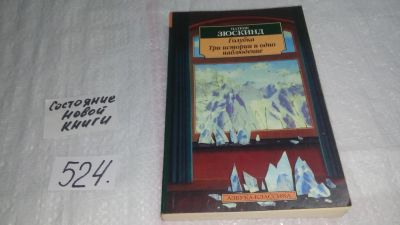 Состояние
новой
книги
524.
ПАТРИК
ЗЮСКИНД
Голубка
Три истории и одно
наблюдение
АЗБУКА-КЛАССИКА